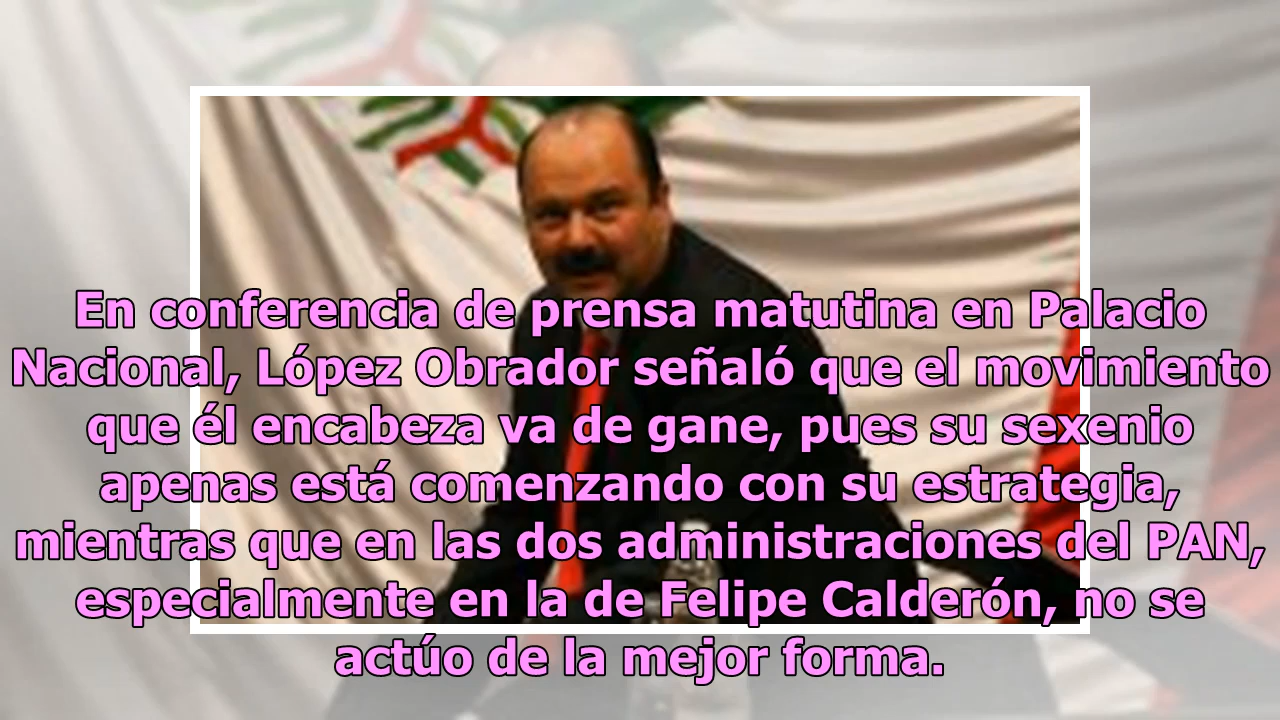 En conferencia de prensa matutina en Palacio
Nacional, López Obrador señaló que el movimiento
que él encabeza va de gane, pues su sexenio
apenas está comenzando con su estrategia,
mientras que en las dos administraciones del PAN,
especialmente en la de Felipe Calderón, no se
actúo de la mejor forma.